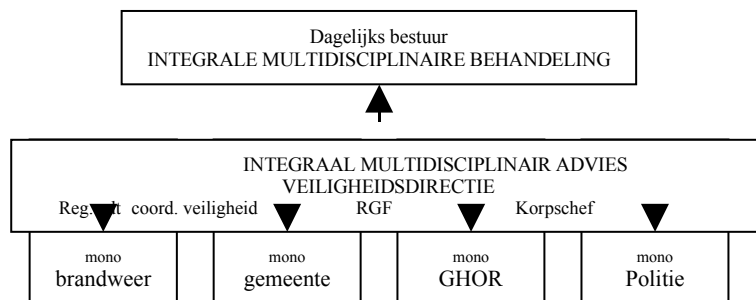 Dagelijks bestuur
INTEGRALE MULTIDISCIPLINAIRE BEHANDELING
INTEGRAAL MULTIDISCIPLINAIR ADVIES
VEILIGHEIDSDIRECTIE
coord. veiligheid RGF Korpschef
mono mono mono mono
brandweer gemeente GHOR Politie